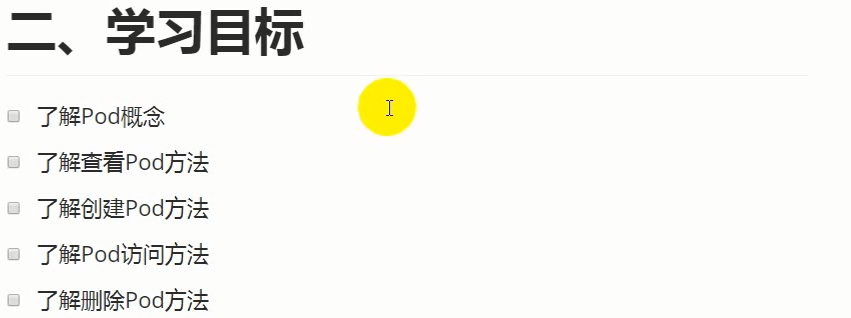 二、学习目标
了解Pod概念
了解查看Pod方法
了解创建Pod方法
了解Pod访问方法
了解删除Pod方法